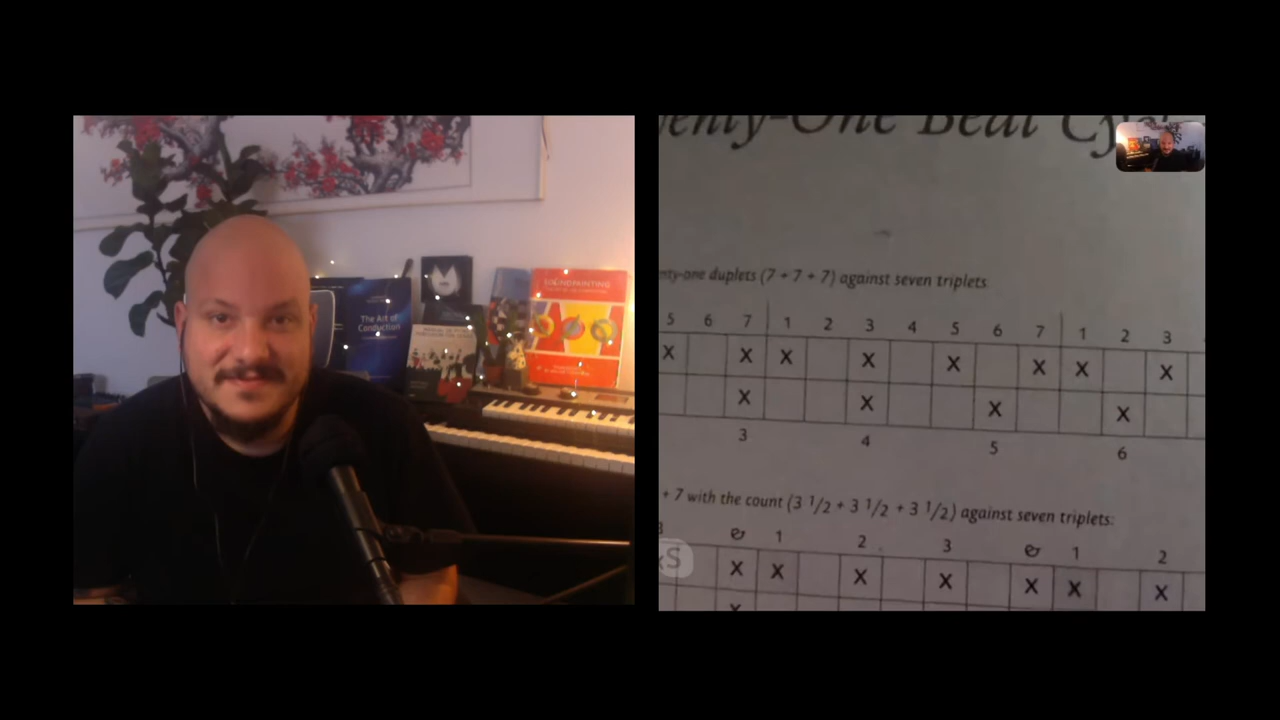 The Art of
Conduction
SOUNDPAINTING
enty-One Beat Cy
nty-one duplets (7 + 7 + 7) against seven triplets
5 6 7 1 2 3 4 5 6 7 1 2 3
X X X X X X X X
X X X X
3 4 5 6
+ 7 with the count (3 1/2 + 3 1/2 + 3 1/2) against seven triplets:
& 1 2 3 & 1 2
X X X X X X X
X